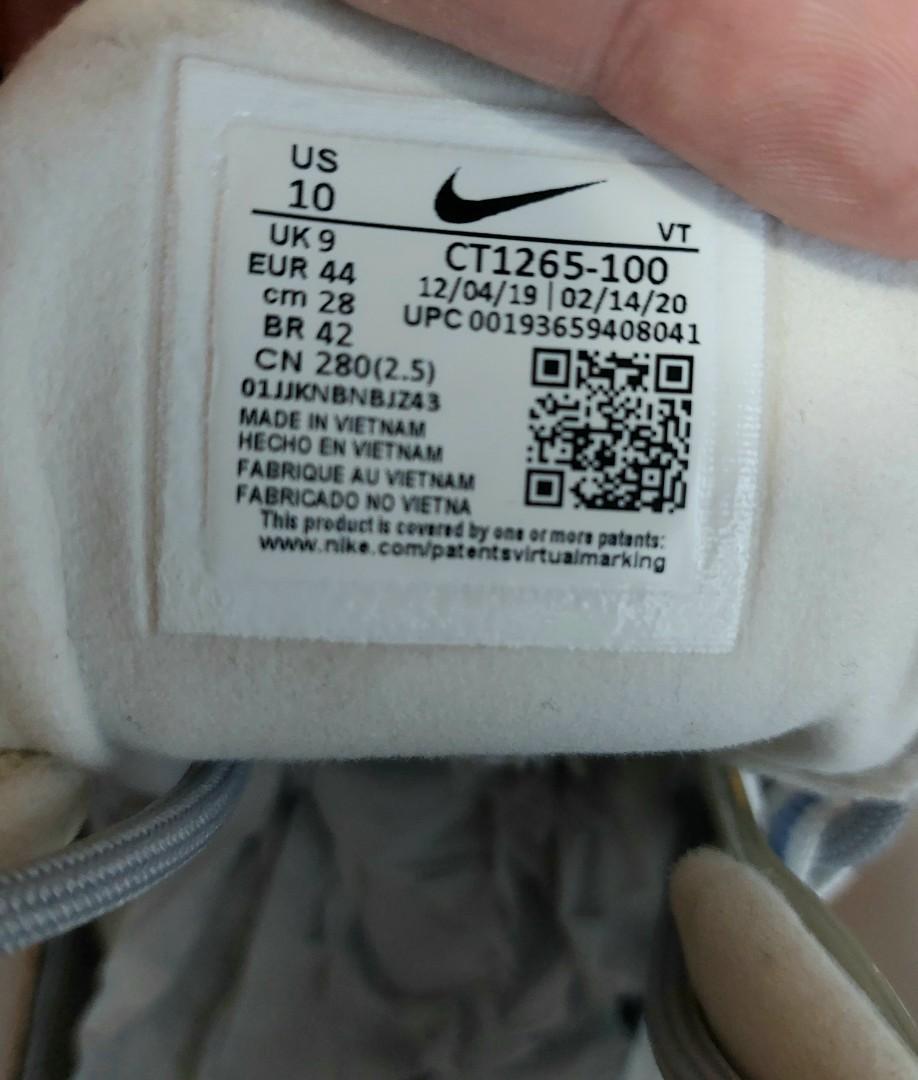 US
10
VT
UK 9
CT1265-100
EUR 44
12/04/19 | 02/14/20
cm 28
UPC 00193659408041
BR 42
CN 280(2.5)
01JJKNBNBJZ43
MADE IN VIETNAM
HECHO EN VIETNAM
FABRIQUE AU VIETNAM
FABRICADO NO VIETNA
This product is covered by one or more patents:
www.nike.com/patentsvirtualmarking